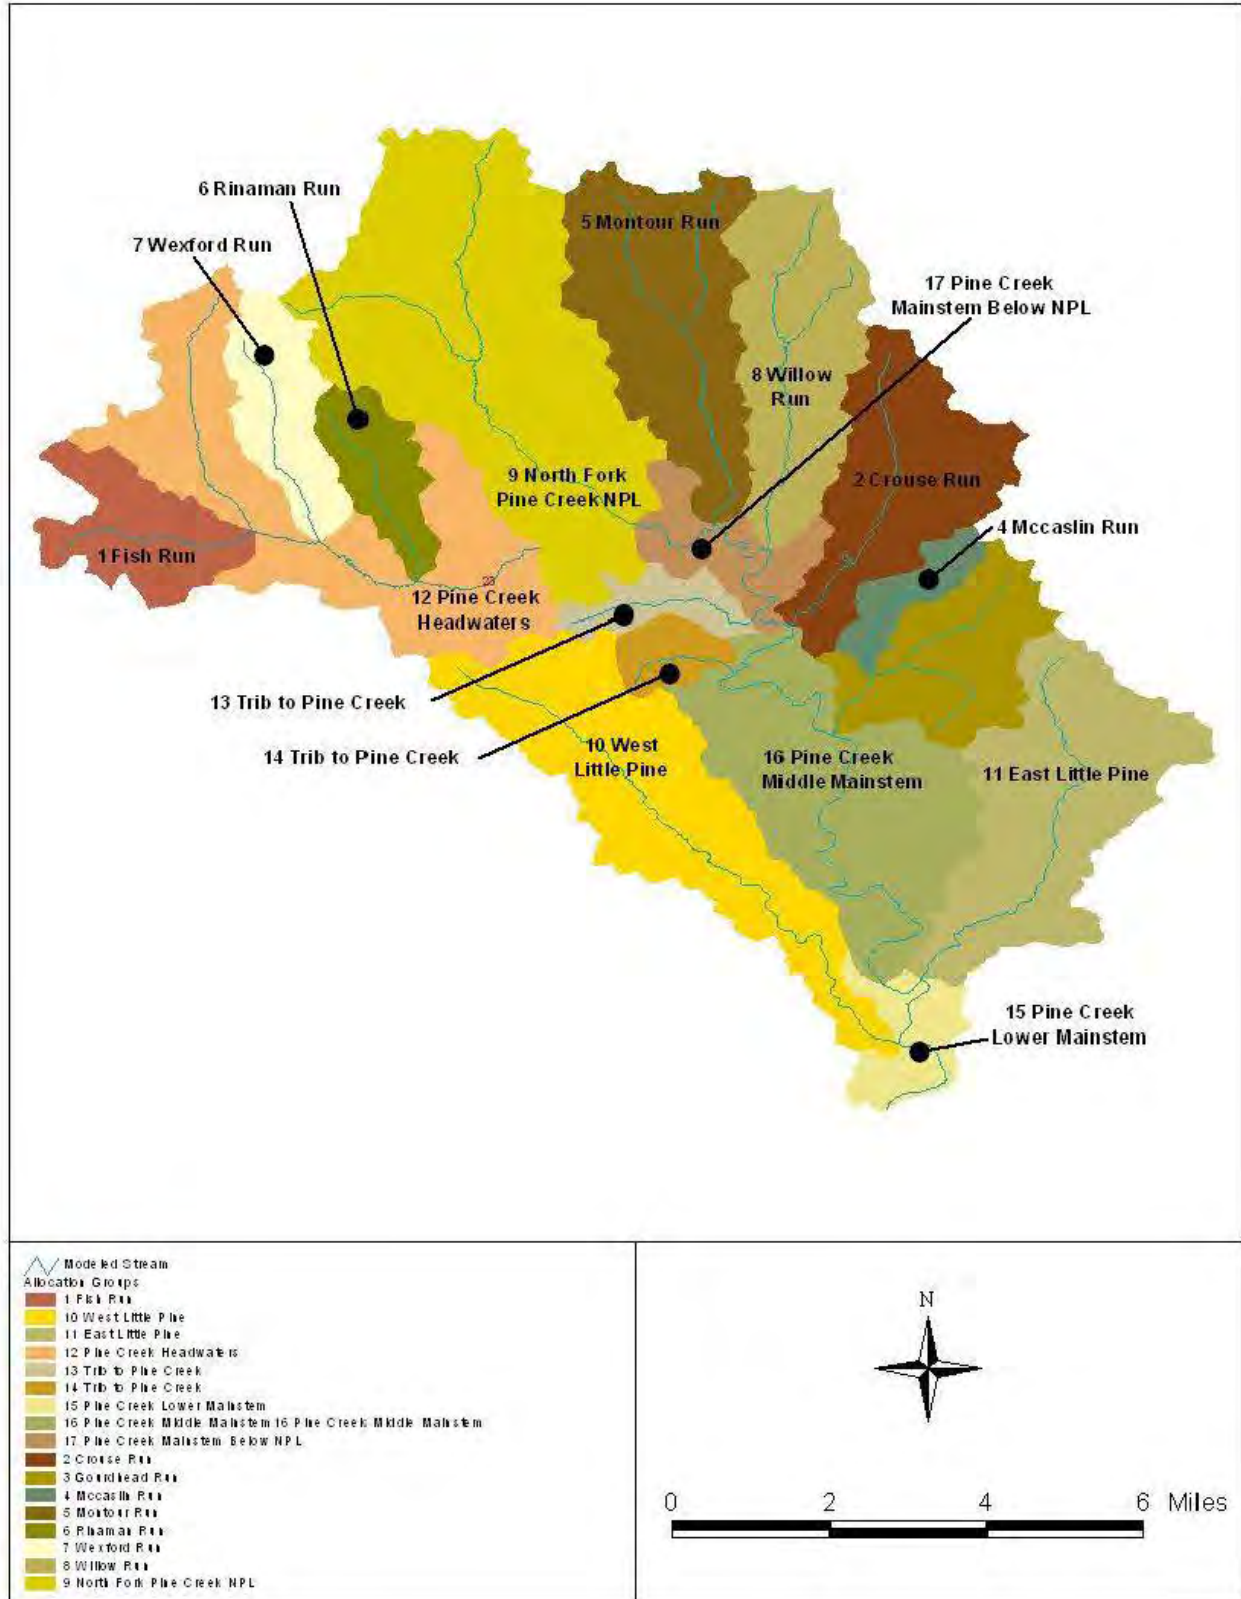 6 Rinaman Run
5 Montour Run
7 Wexford Run
17 Pine Creek
Mainstem Below NPL
8 Willow
Run
9 North Fork
Pine Creek NPL
2 Crouse Run
4 Mccaslin Run
1 Fish Run
23
12 Pine Creek
Headwaters
13 Trib to Pine Creek
14 Trib to Pine Creek
10 West
Little Pine
16 Pine Creek
Middle Mainstem
11 East Little Pine
15 Pine Creek
Lower Mainstem
Modeled Stream
Allocation Groups
1 Fish Run
10 West Little Pine
11 East Little Pine
12 Pine Creek Headwaters
13 Trib to Pine Creek
14 Trib to Pine Creek
15 Pine Creek Lower Mainstem
16 Pine Creek Middle Mainstem 16 Pine Creek Middle Mainstem
17 Pine Creek Mainstem Below NPL
2 Crouse Run
3 Gourdhead Run
4 Mccaslin Run
5 Montour Run
6 Rinaman Run
7 Wexford Run
8 Willow Run
9 North Fork Pine Creek NPL
N
0 2 4 6 Miles